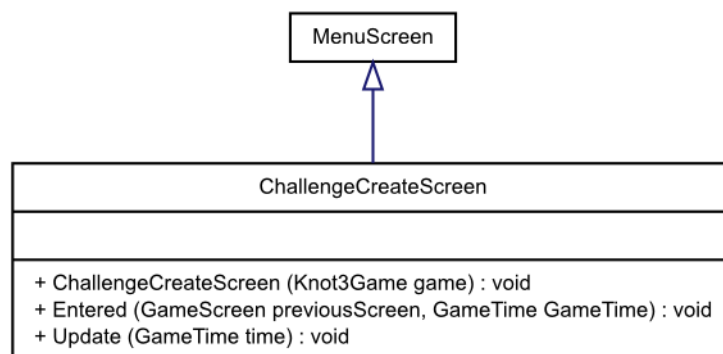 MenuScreen
ChallengeCreateScreen
+ ChallengeCreateScreen (Knot3Game game) : void
+ Entered (GameScreen previousScreen, GameTime GameTime) : void
+ Update (GameTime time) : void